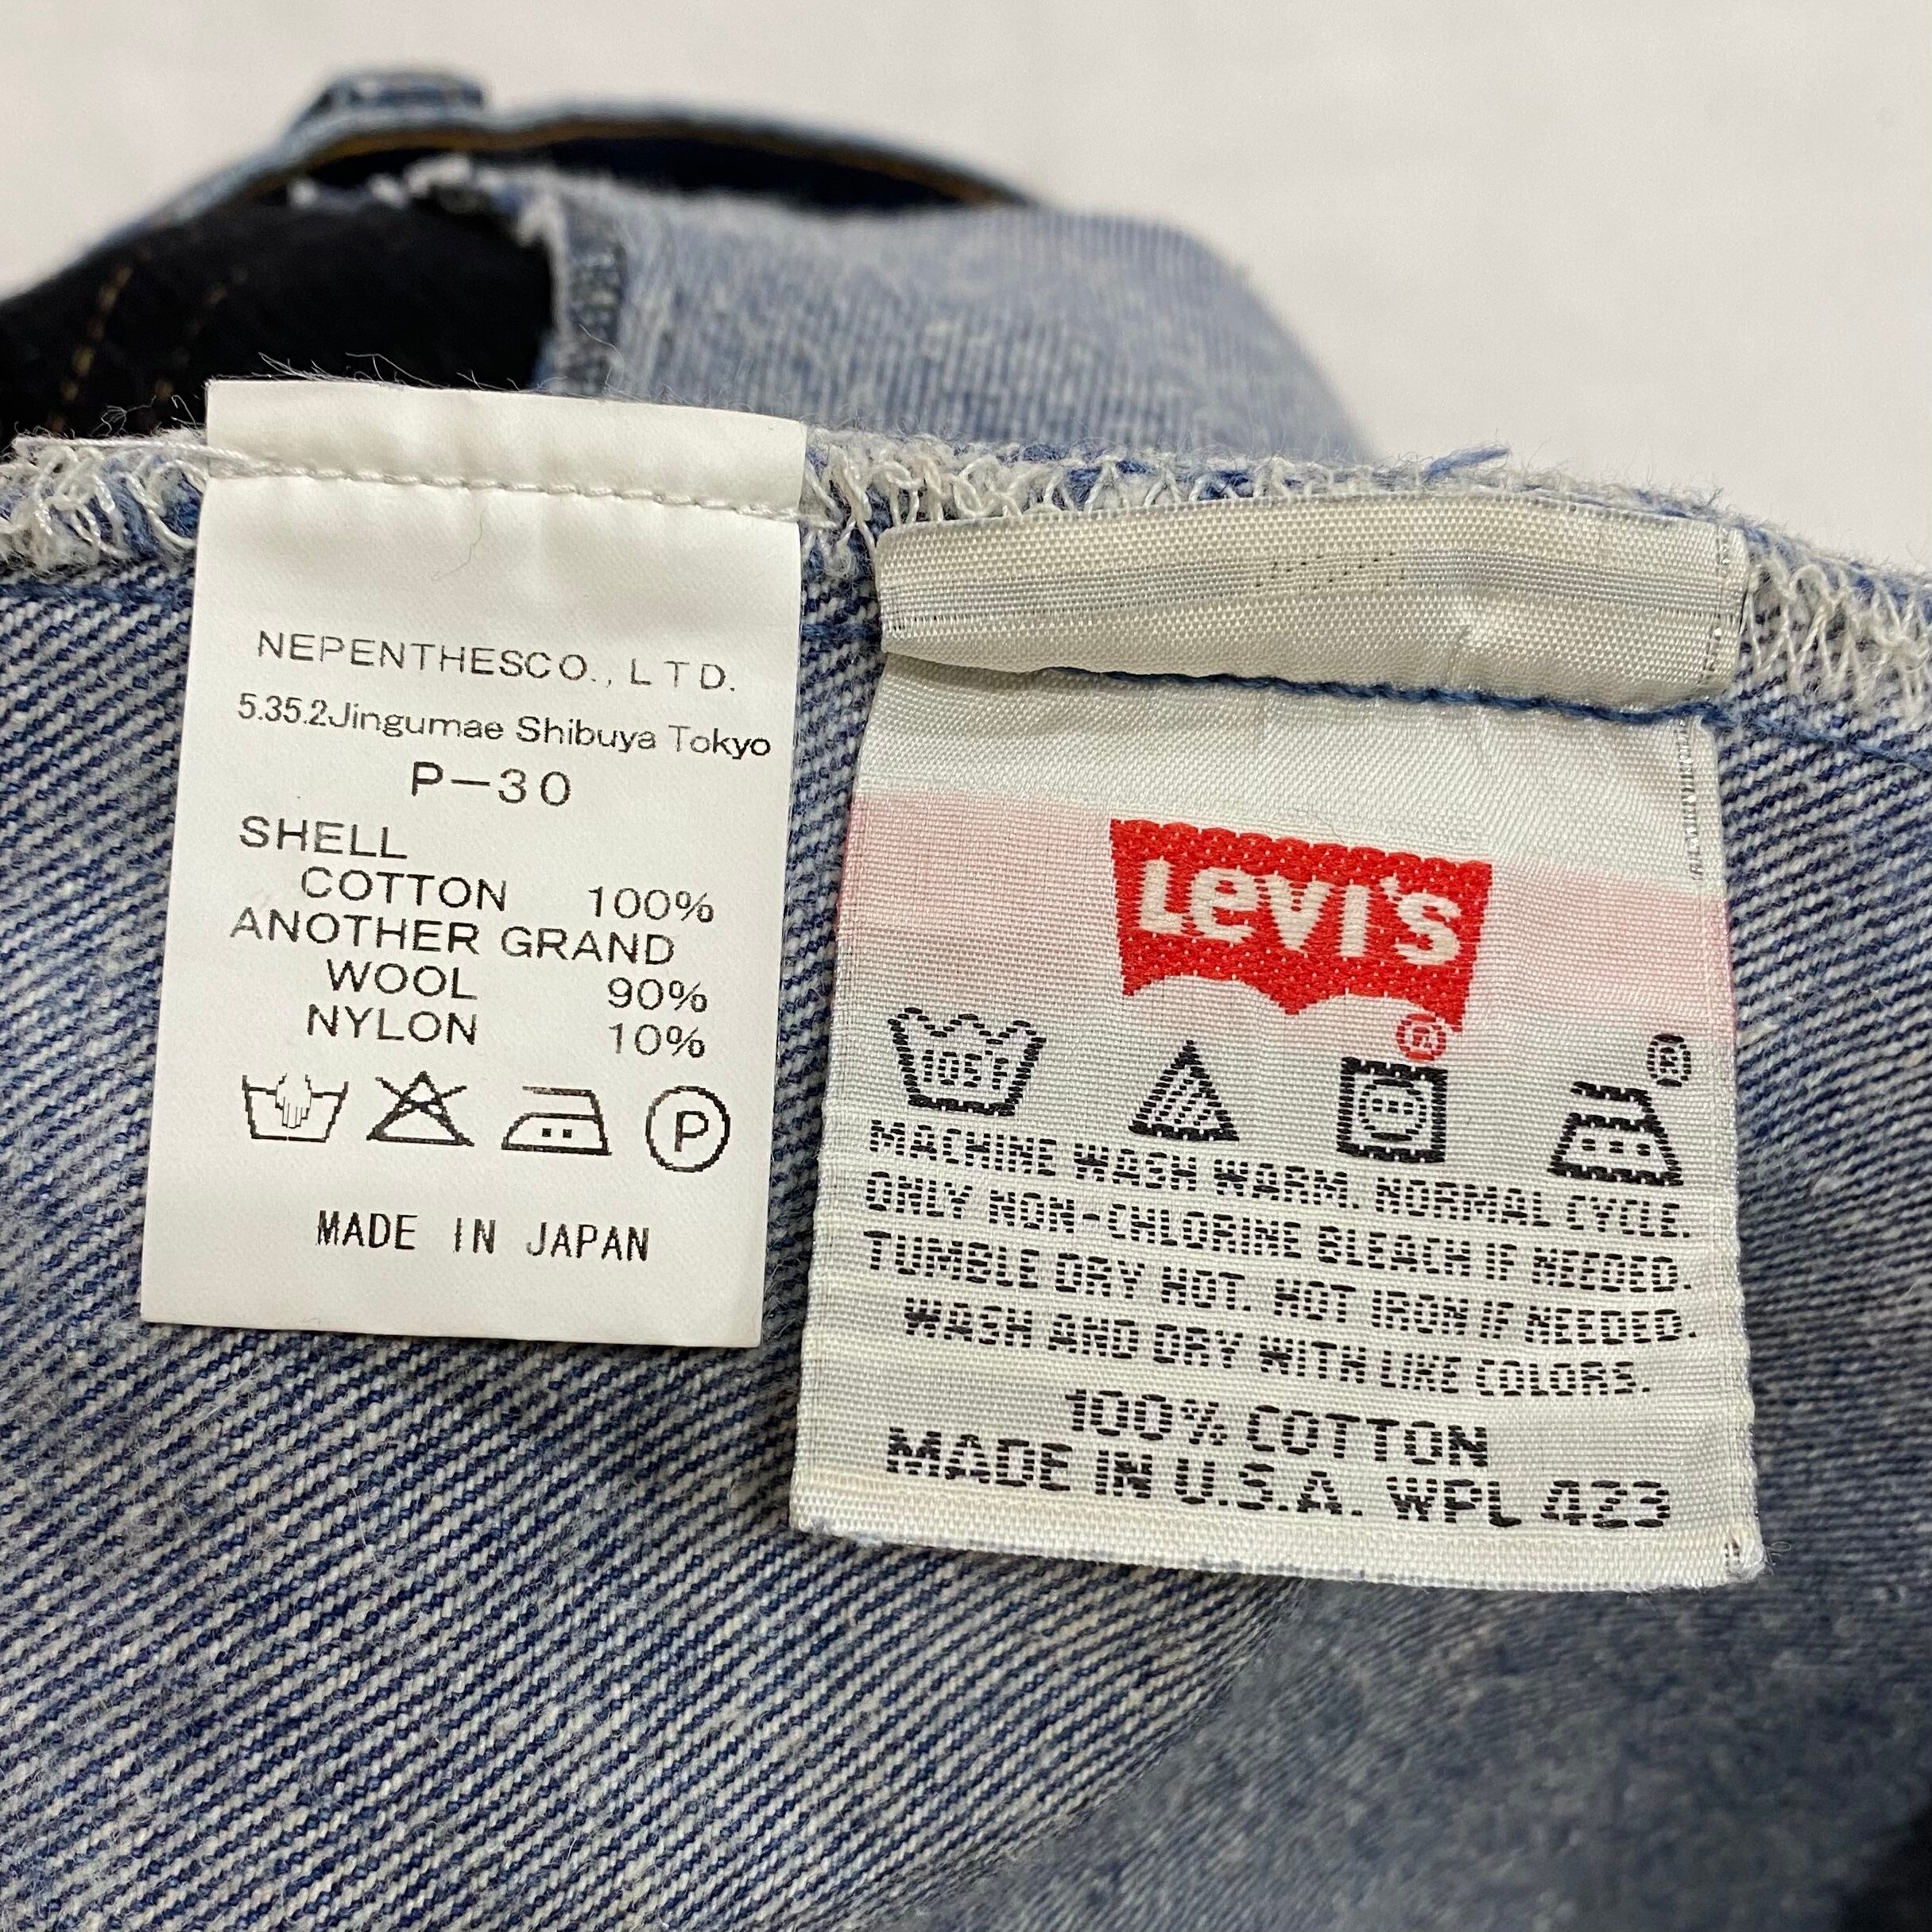 NEPENTHESCO., LTD.
5.35.2Jingumae Shibuya Tokyo
P-30
SHELL
COTTON 100%
ANOTHER GRAND
WOOL 90%
NYLON 10%
P
MADE IN JAPAN
Levi's
®
105°F
®
MACHINE WASH WARM. NORMAL CYCLE.
ONLY NON-CHLORINE BLEACH IF NEEDED.
TUMBLE DRY HOT. HOT IRON IF NEEDED.
WASH AND DRY WITH LIKE COLORS.
100% COTTON
MADE IN U.S.A. WPL 423